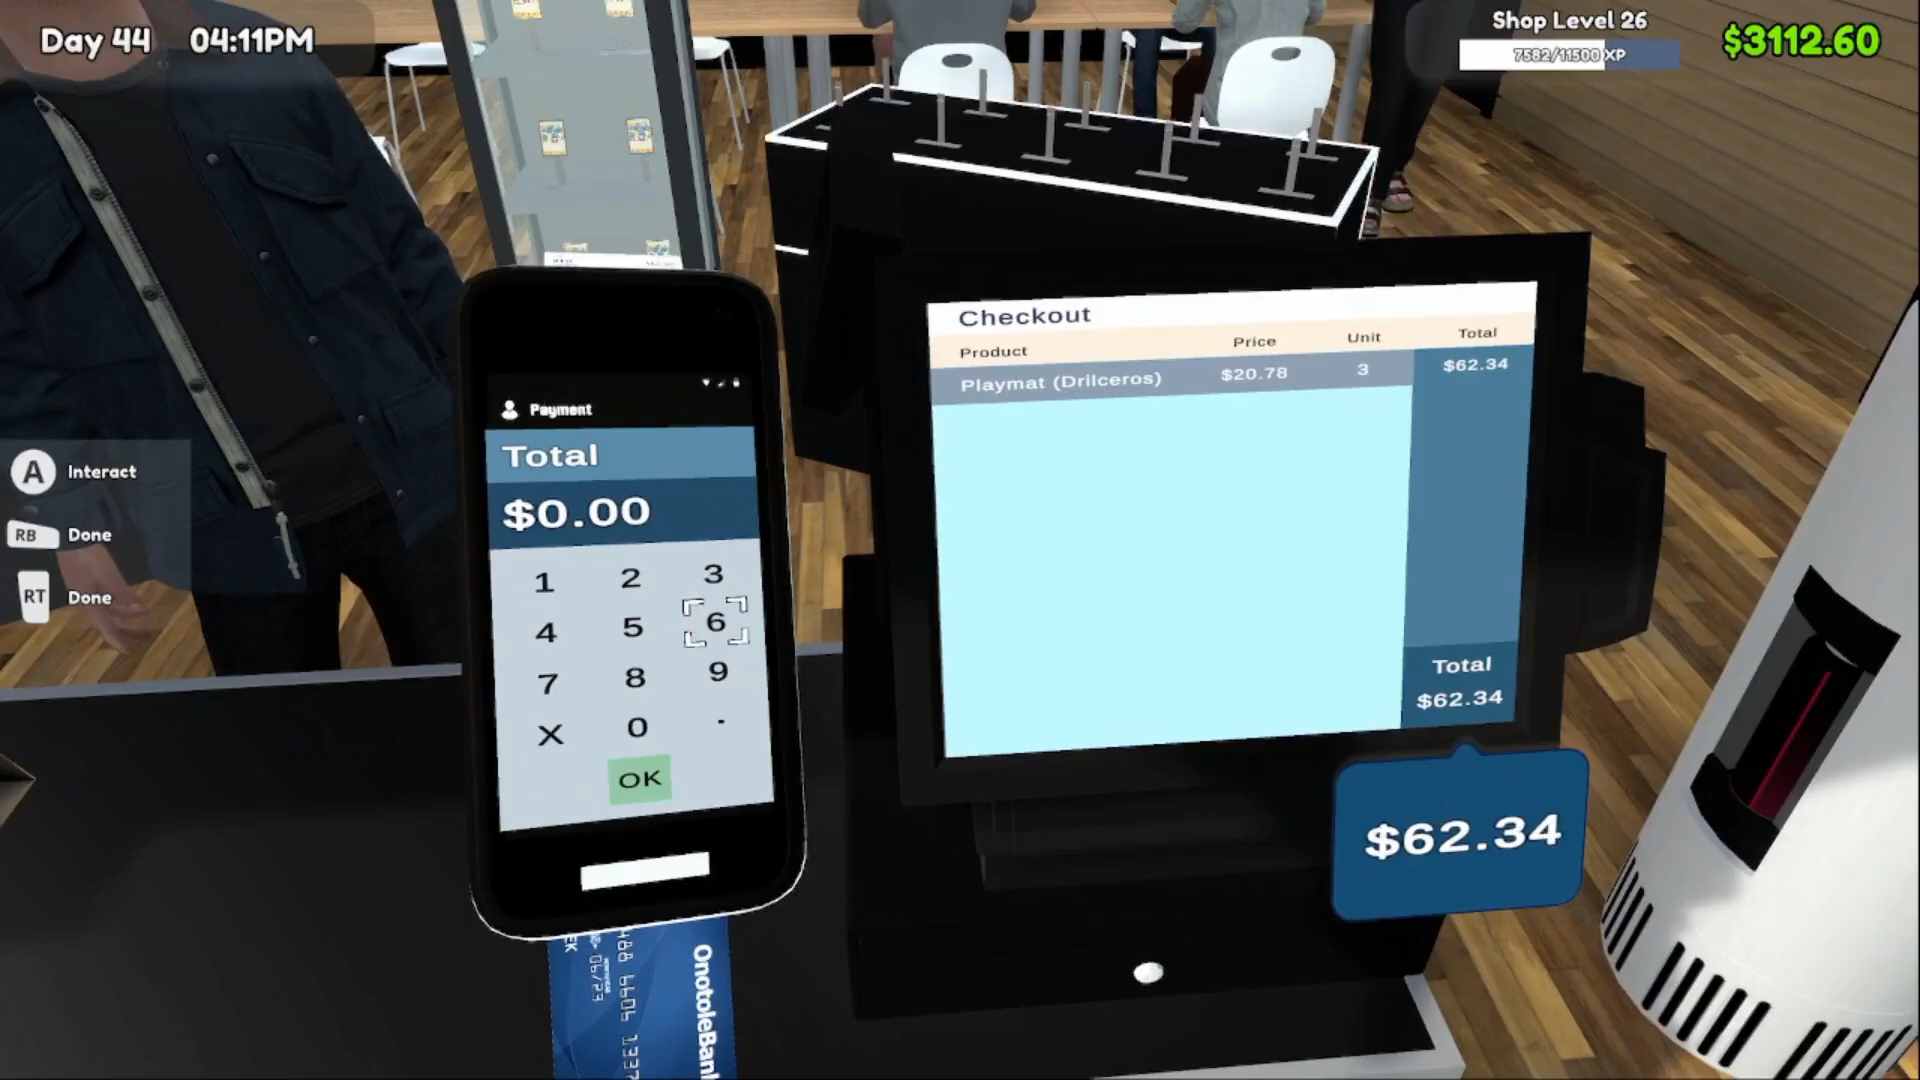 Day 44 04:11PM
Shop Level 26
7582/11500 XP
$3112.60
A Interact
RB Done
RT Done
Payment
Total
$0.00
1 2 3
4 5 6
7 8 9
X 0 .
OK
Checkout
Product Price Unit Total
Playmat (Drilceros) $20.78 3 $62.34
Total
$62.34
$62.34
OnotoleBank